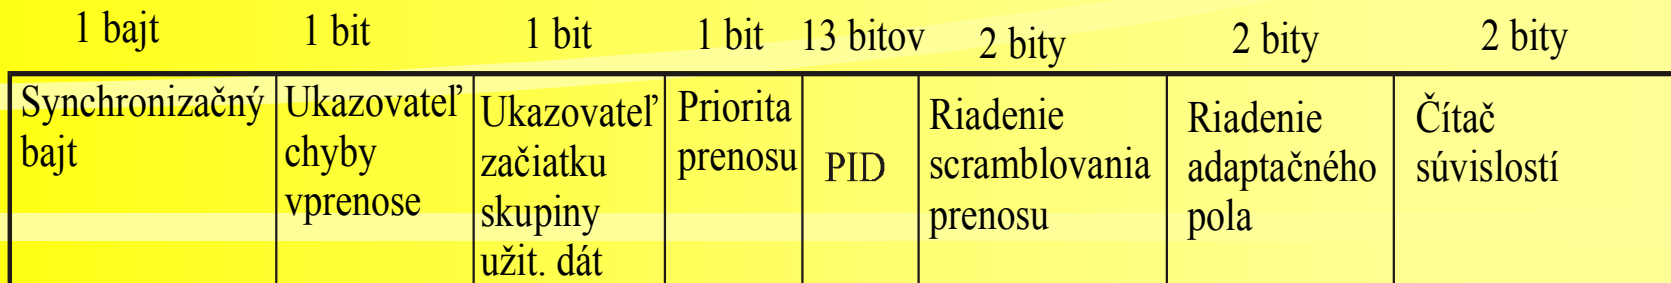 1 bajt 1 bit 1 bit 1 bit 13 bitov 2 bity 2 bity 2 bity
Synchronizačný
bajt
Ukazovateľ
chyby
vprenose
Ukazovateľ
začiatku
skupiny
užit. dát
Priorita
prenosu
PID
Riadenie
scramblovania
prenosu
Riadenie
adaptačného
pola
Čítač
súvislostí